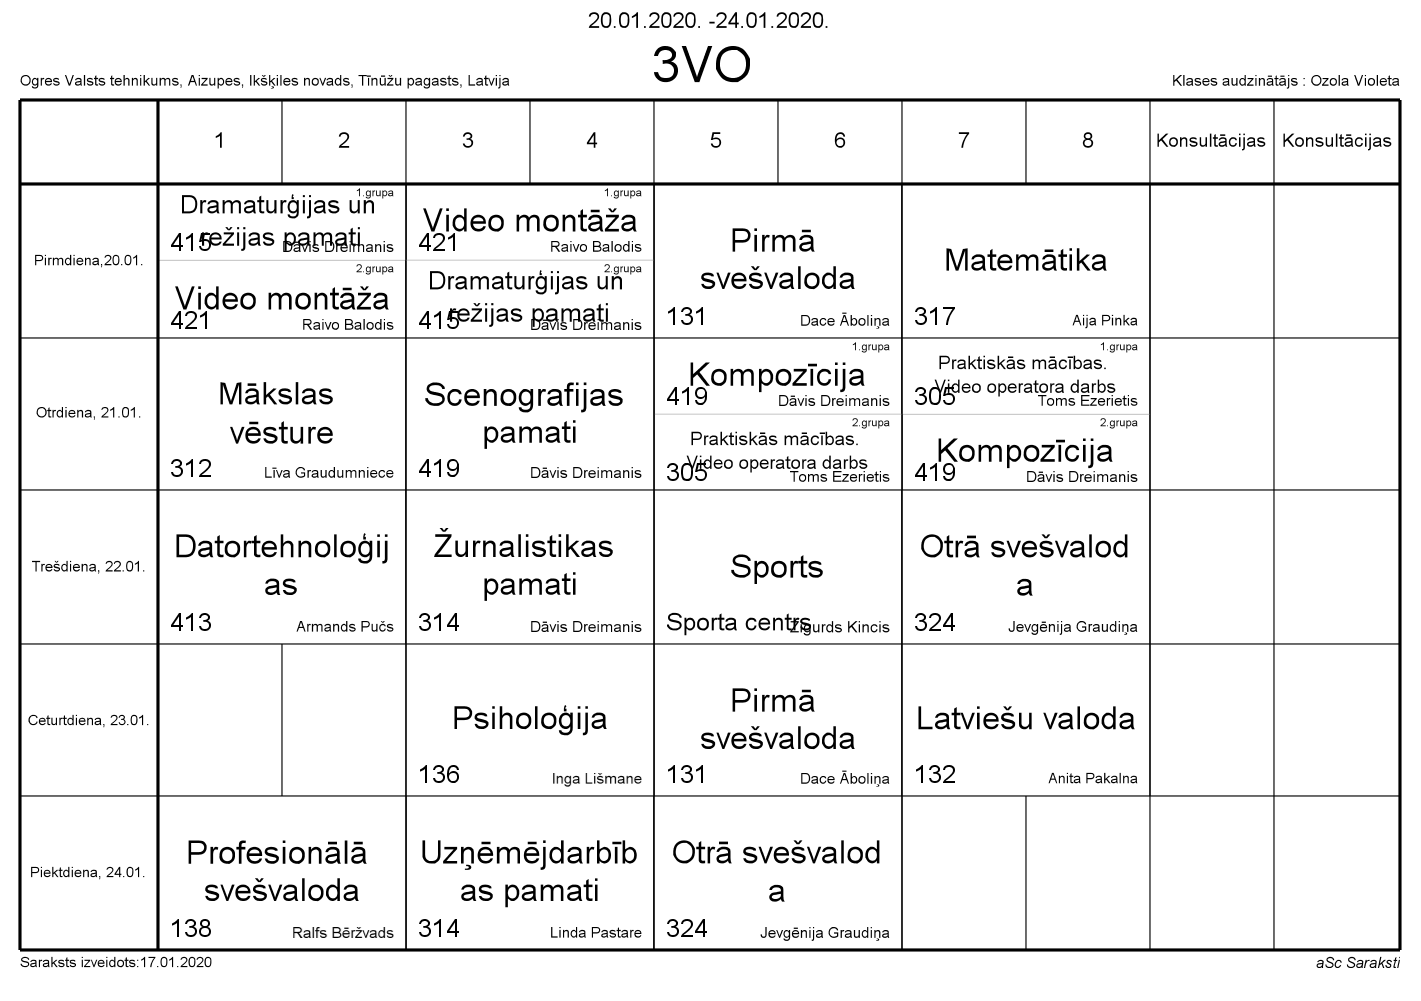 20.01.2020. -24.01.2020.
3VO
Ogres Valsts tehnikums, Aizupes, Ikšķiles novads, Tīnūžu pagasts, Latvija
Klases audzinātājs : Ozola Violeta
1 2 3 4 5 6 7 8 Konsultācijas Konsultācijas
Pirmdiena,20.01.
1.grupa
Dramaturģijas un
režijas pamati
415 Dāvis Dreimanis
2.grupa
Video montāža
421 Raivo Balodis
1.grupa
Video montāža
421 Raivo Balodis
2.grupa
Dramaturģijas un
režijas pamati
415 Dāvis Dreimanis
Pirmā
svešvaloda
131 Dace Āboliņa
Matemātika
317 Aija Pinka
Otrdiena, 21.01.
Mākslas
vēsture
312 Līva Graudumniece
Scenografijas
pamati
419 Dāvis Dreimanis
1.grupa
Kompozīcija
419 Dāvis Dreimanis
2.grupa
Praktiskās mācības.
Video operatora darbs
305 Toms Ezerietis
1.grupa
Praktiskās mācības.
Video operatora darbs
305 Toms Ezerietis
2.grupa
Kompozīcija
419 Dāvis Dreimanis
Trešdiena, 22.01.
Datortehnoloģij
as
413 Armands Pučs
Žurnalistikas
pamati
314 Dāvis Dreimanis
Sports
Sporta centrs Zigurds Kincis
Otrā svešvalod
a
324 Jevgēnija Graudiņa
Ceturtdiena, 23.01.
Psiholoģija
136 Inga Lišmane
Pirmā
svešvaloda
131 Dace Āboliņa
Latviešu valoda
132 Anita Pakalna
Piektdiena, 24.01.
Profesionālā
svešvaloda
138 Ralfs Bēržvads
Uzņēmējdarbīb
as pamati
314 Linda Pastare
Otrā svešvalod
a
324 Jevgēnija Graudiņa
Saraksts izveidots:17.01.2020
aSc Saraksti